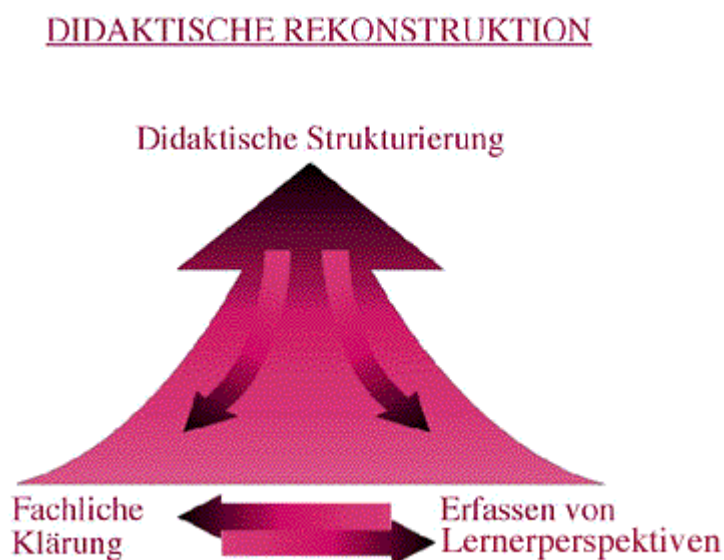 DIDAKTISCHE REKONSTRUKTION
Didaktische Strukturierung
Fachliche
Klärung
Erfassen von
Lernerperspektiven